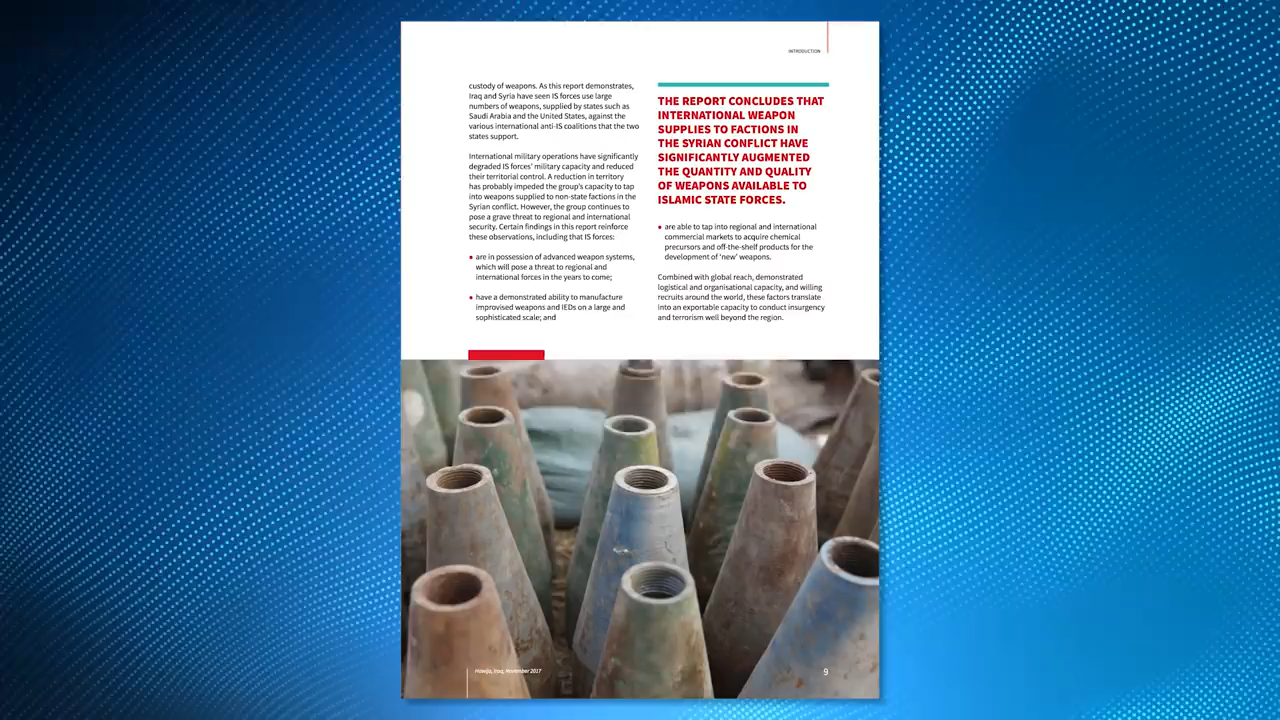 INTRODUCTION
custody of weapons. As this report demonstrates,
Iraq and Syria have seen IS forces use large
numbers of weapons, supplied by states such as
Saudi Arabia and the United States, against the
various international anti-IS coalitions that the two
states support.
International military operations have significantly
degraded IS forces' military capacity and reduced
their territorial control. A reduction in territory
has probably impeded the group's capacity to tap
into weapons supplied to non-state factions in the
Syrian conflict. However, the group continues to
pose a grave threat to regional and international
security. Certain findings in this report reinforce
these observations, including that IS forces:
• are in possession of advanced weapon systems,
which will pose a threat to regional and
international forces in the years to come;
• have a demonstrated ability to manufacture
improvised weapons and IEDs on a large and
sophisticated scale; and
THE REPORT CONCLUDES THAT
INTERNATIONAL WEAPON
SUPPLIES TO FACTIONS IN
THE SYRIAN CONFLICT HAVE
SIGNIFICANTLY AUGMENTED
THE QUANTITY AND QUALITY
OF WEAPONS AVAILABLE TO
ISLAMIC STATE FORCES.
• are able to tap into regional and international
commercial markets to acquire chemical
precursors and off-the-shelf products for the
development of 'new' weapons.
Combined with global reach, demonstrated
logistical and organisational capacity, and willing
recruits around the world, these factors translate
into an exportable capacity to conduct insurgency
and terrorism well beyond the region.
Hawija, Iraq, November 2017
9